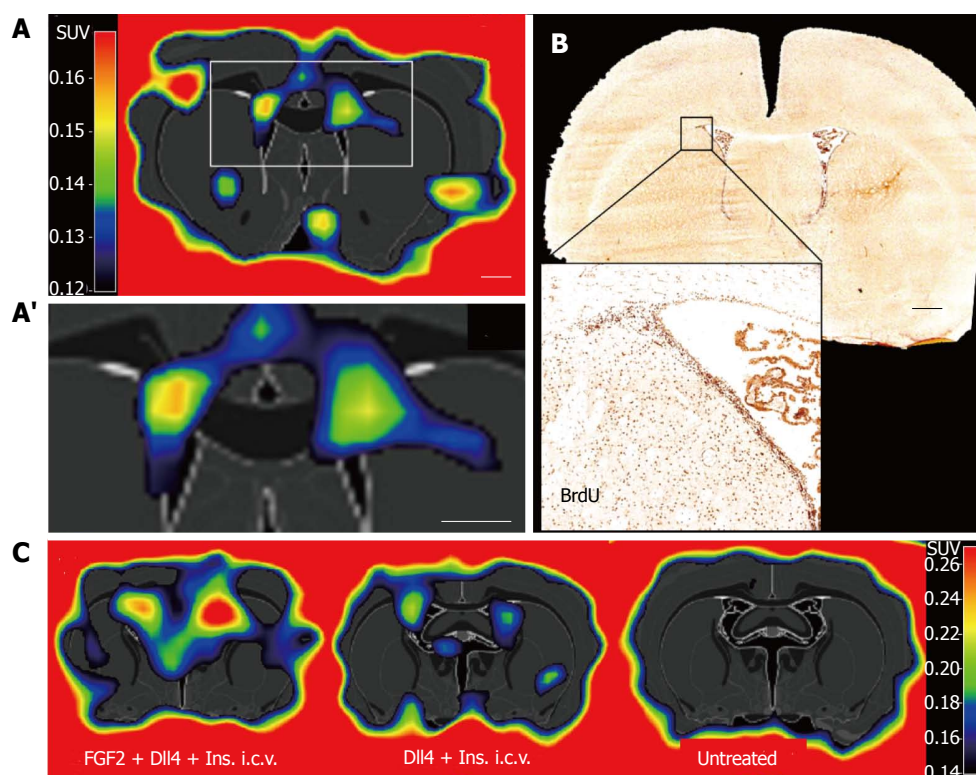 A
SUV
0.16
0.15
0.14
0.13
0.12
A'
B
BrdU
C
SUV
0.26
0.24
0.22
0.20
0.18
0.16
0.14
FGF2 + Dll4 + Ins. i.c.v.
Dll4 + Ins. i.c.v.
Untreated